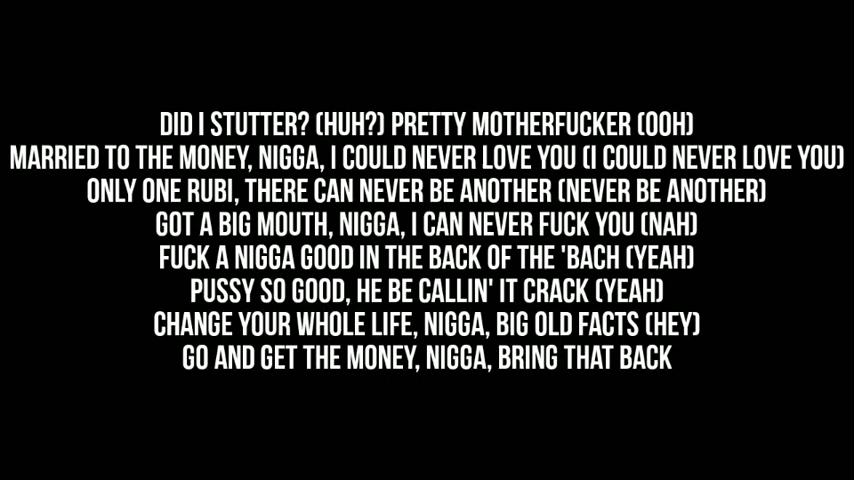 DID I STUTTER? (HUH?) PRETTY MOTHERFUCKER (OOH)
MARRIED TO THE MONEY, NIGGA, I COULD NEVER LOVE YOU (I COULD NEVER LOVE YOU)
ONLY ONE RUBI, THERE CAN NEVER BE ANOTHER (NEVER BE ANOTHER)
GOT A BIG MOUTH, NIGGA, I CAN NEVER FUCK YOU (NAH)
FUCK A NIGGA GOOD IN THE BACK OF THE 'BACH (YEAH)
PUSSY SO GOOD, HE BE CALLIN' IT CRACK (YEAH)
CHANGE YOUR WHOLE LIFE, NIGGA, BIG OLD FACTS (HEY)
GO AND GET THE MONEY, NIGGA, BRING THAT BACK